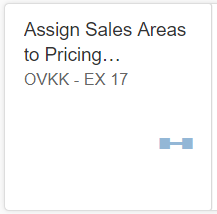 Assign Sales Areas
to Pricing…
OVKK - EX 17